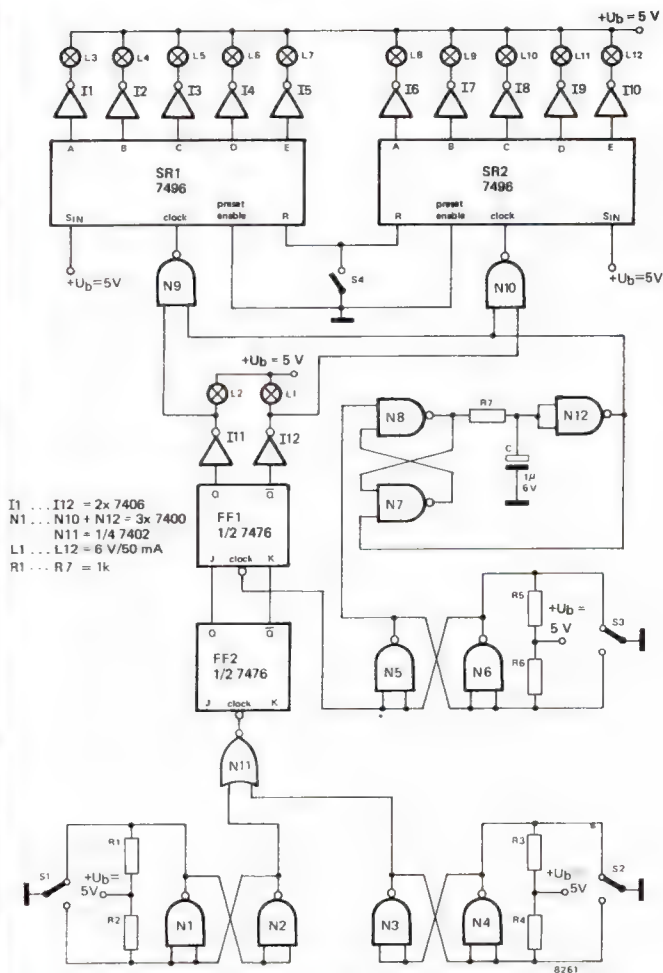 +Ub = 5 V
L3 L4 L5 L6 L7 L8 L9 L10 L11 L12
I1 I2 I3 I4 I5 I6 I7 I8 I9 I10
A B C D E A B C D E
SR1
7496
SR2
7496
SIN clock preset enable R
R preset enable clock SIN
+Ub=5V
N9
S4
N10
+Ub=5V
+Ub = 5 V
L2 L1
I11 I12
N8 R7 N12
C
1µ
6V
N7
Q Q
FF1
1/2 7476
J clock K
I1 ... I12 = 2x 7406
N1 ... N10 + N12 = 3x 7400
N11 = 1/4 7402
L1 ... L12 = 6 V/50 mA
R1 ... R7 = 1k
Q Q
FF2
1/2 7476
J clock K
N5 N6
R5
+Ub =
5 V
R6
S3
N11
S1
R1
+Ub =
5V
R2
N1 N2
N3 N4
R3
+Ub
5V
R4
S2
8261